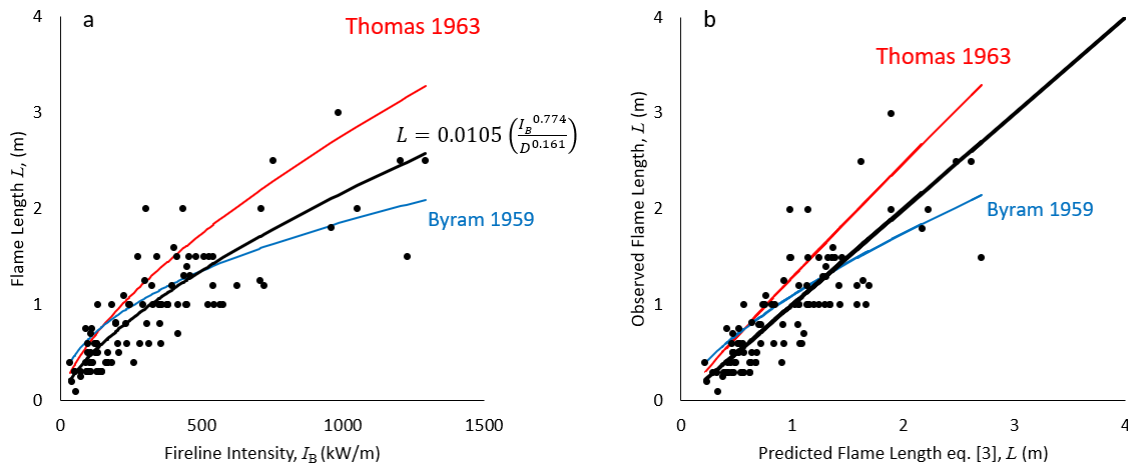 a
Thomas 1963
L = 0.0105 (I_B^0.774 / D^0.161)
Byram 1959
Flame Length L, (m)
4
3
2
1
0
0 500 1000 1500
Fireline Intensity, I_B (kW/m)
b
Thomas 1963
Byram 1959
Observed Flame Length, L (m)
4
3
2
1
0
0 1 2 3 4
Predicted Flame Length eq. [3], L (m)